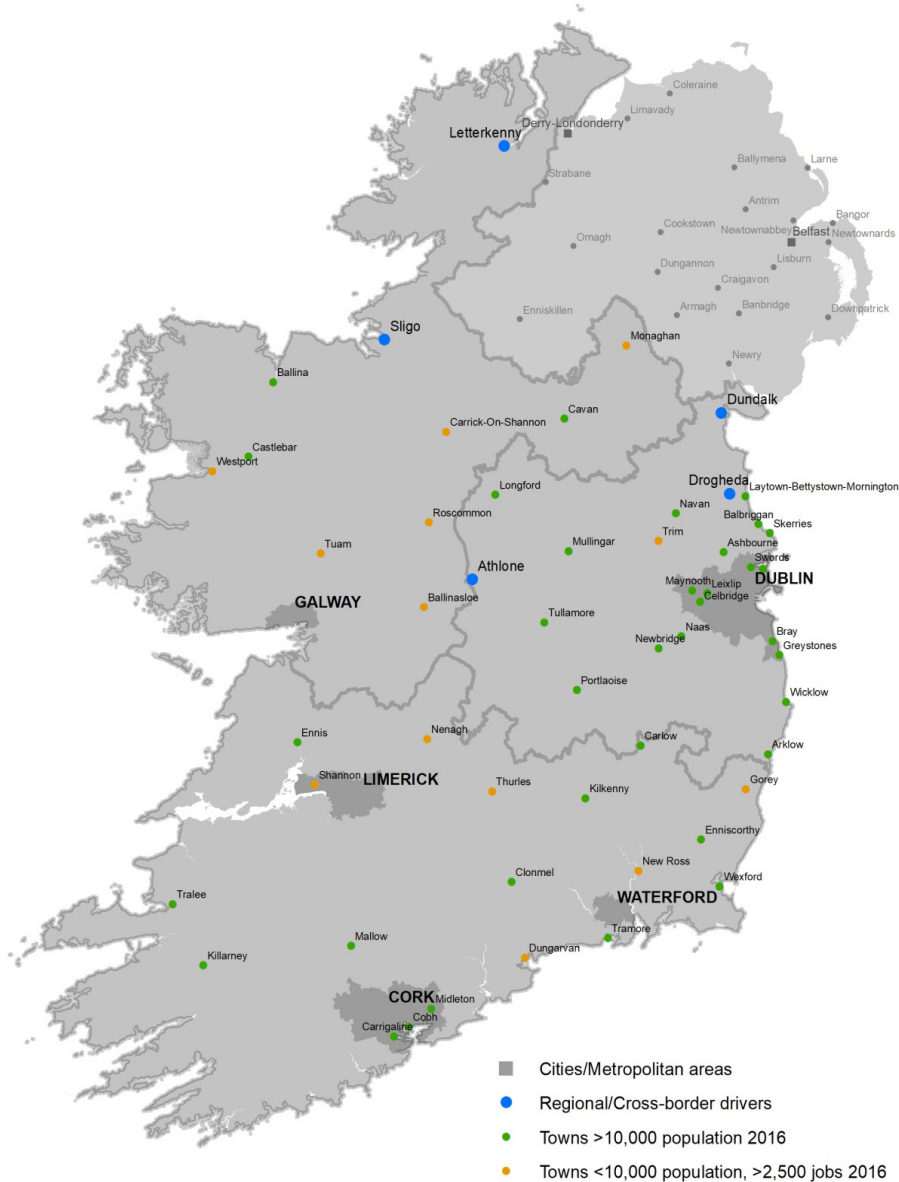 Coleraine
Limavady
Derry-Londonderry
Letterkenny
Ballymena
Larne
Strabane
Antrim
Bangor
Cookstown
Newtownabbey
Belfast
Newtownards
Omagh
Lisburn
Dungannon
Craigavon
Armagh
Banbridge
Downpatrick
Enniskillen
Sligo
Monaghan
Newry
Ballina
Dundalk
Cavan
Carrick-On-Shannon
Castlebar
Westport
Drogheda
Laytown-Bettystown-Mornington
Longford
Navan
Balbriggan
Skerries
Roscommon
Trim
Tuam
Mullingar
Ashbourne
Swords
Athlone
DUBLIN
Maynooth
Leixlip
Celbridge
GALWAY
Ballinasloe
Tullamore
Naas
Bray
Newbridge
Greystones
Portlaoise
Wicklow
Ennis
Nenagh
Carlow
Arklow
Shannon
LIMERICK
Thurles
Kilkenny
Gorey
Enniscorthy
New Ross
Clonmel
Wexford
WATERFORD
Tralee
Tramore
Mallow
Dungarvan
Killarney
CORK
Midleton
Cobh
Carrigaline
Cities/Metropolitan areas
Regional/Cross-border drivers
Towns >10,000 population 2016
Towns <10,000 population, >2,500 jobs 2016